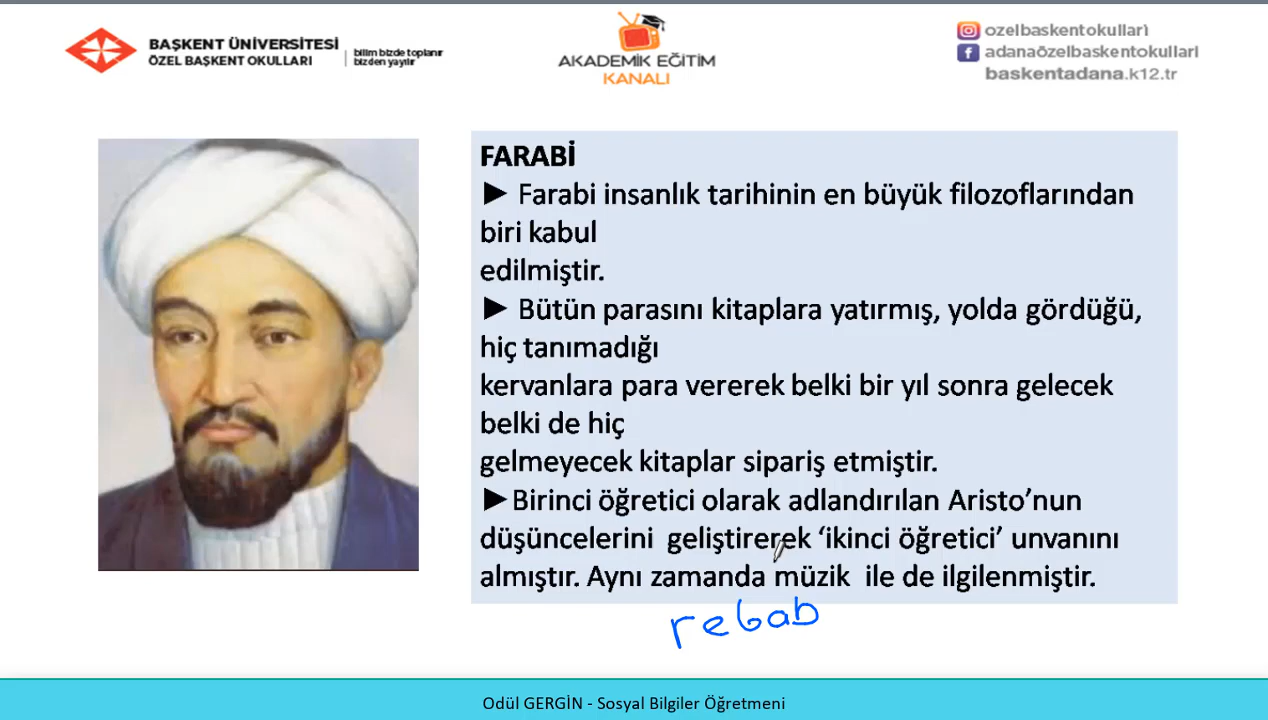 BAŞKENT ÜNİVERSİTESİ
ÖZEL BAŞKENT OKULLARI
bilim bizde toplanır
bizden yayılır
AKADEMİK EĞİTİM
KANALI
ozelbaskentokullari
adanaözelbaskentokullari
baskentadana.k12.tr
FARABİ
► Farabi insanlık tarihinin en büyük filozoflarından
biri kabul
edilmiştir.
► Bütün parasını kitaplara yatırmış, yolda gördüğü,
hiç tanımadığı
kervanlara para vererek belki bir yıl sonra gelecek
belki de hiç
gelmeyecek kitaplar sipariş etmiştir.
►Birinci öğretici olarak adlandırılan Aristo’nun
düşüncelerini geliştirerek ‘ikinci öğretici’ unvanını
almıştır. Aynı zamanda müzik ile de ilgilenmiştir.
rebab
Odül GERGİN - Sosyal Bilgiler Öğretmeni